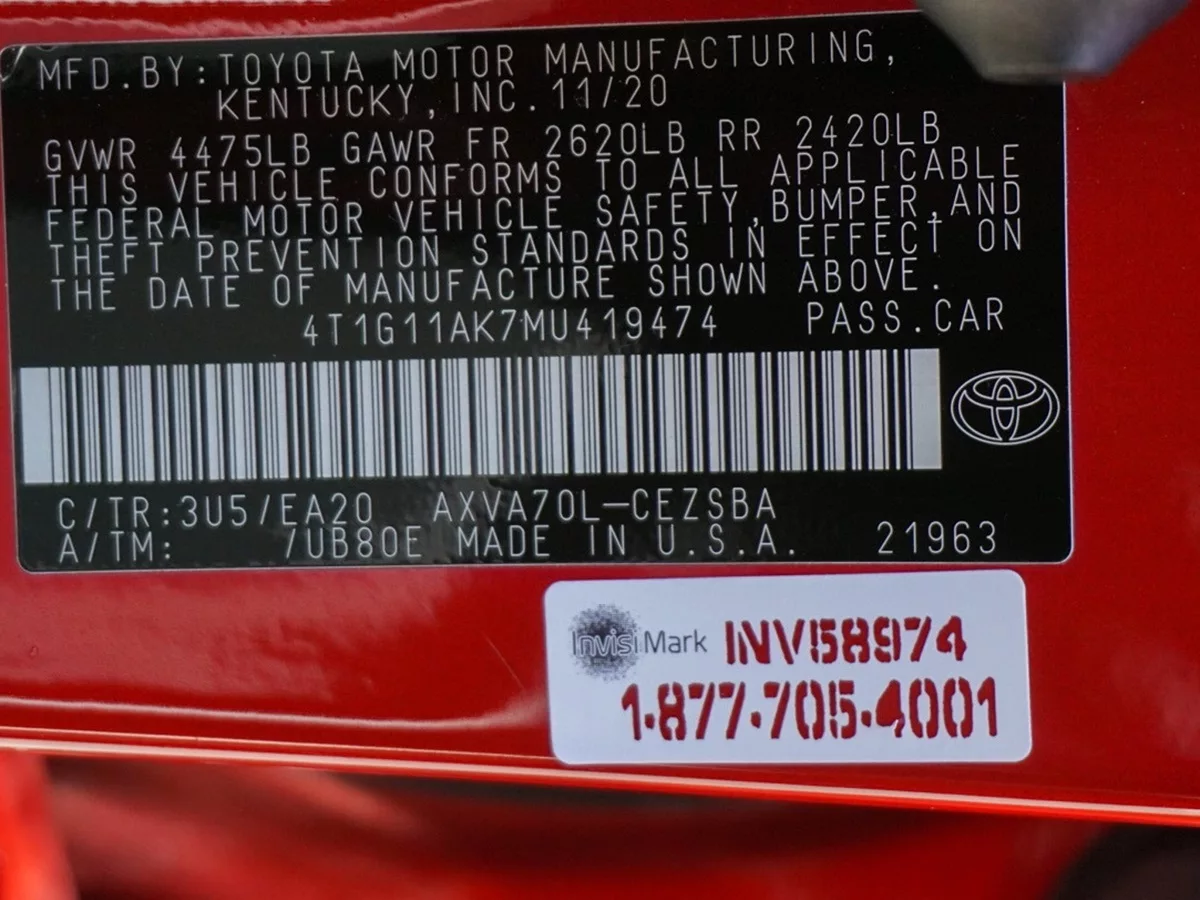 MFD.BY:TOYOTA MOTOR MANUFACTURING,
KENTUCKY,INC.11/20
GVWR 4475LB GAWR FR 2620LB RR 2420LB
THIS VEHICLE CONFORMS TO ALL APPLICABLE
FEDERAL MOTOR VEHICLE SAFETY,BUMPER,AND
THEFT PREVENTION STANDARDS IN EFFECT ON
THE DATE OF MANUFACTURE SHOWN ABOVE.
4T1G11AK7MU419474 PASS.CAR
C/TR:3U5/EA20 AXVA70L-CEZSBA
A/TM: /UB80E MADE IN U.S.A. 21963
InvisiMark INV58974
1-877-705-4001